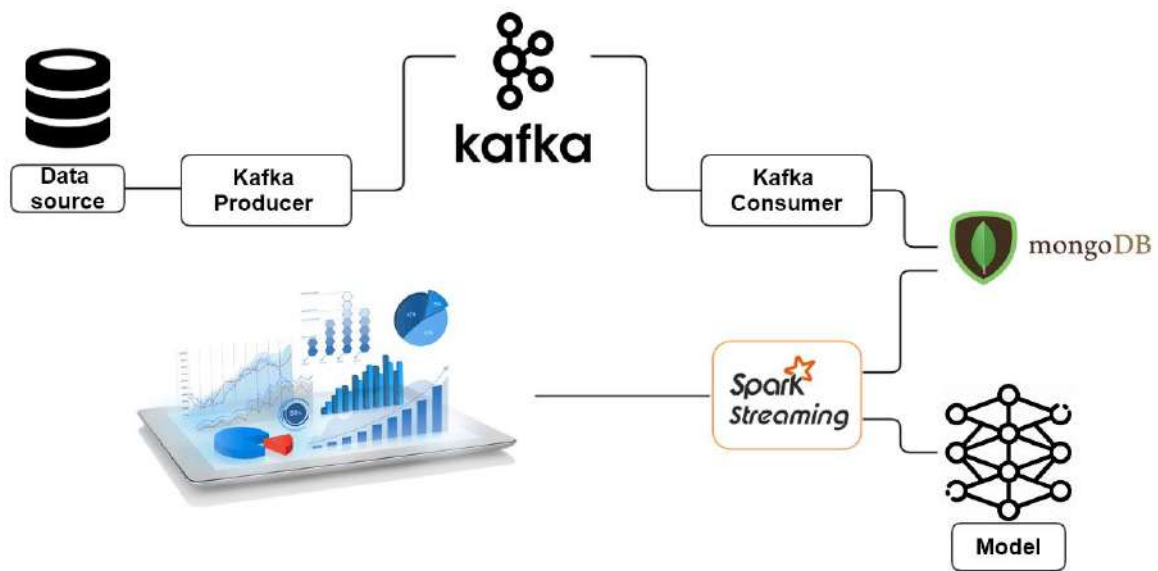 Data
source
Kafka
Producer
kafka
Kafka
Consumer
mongoDB
Spark
Streaming
Model